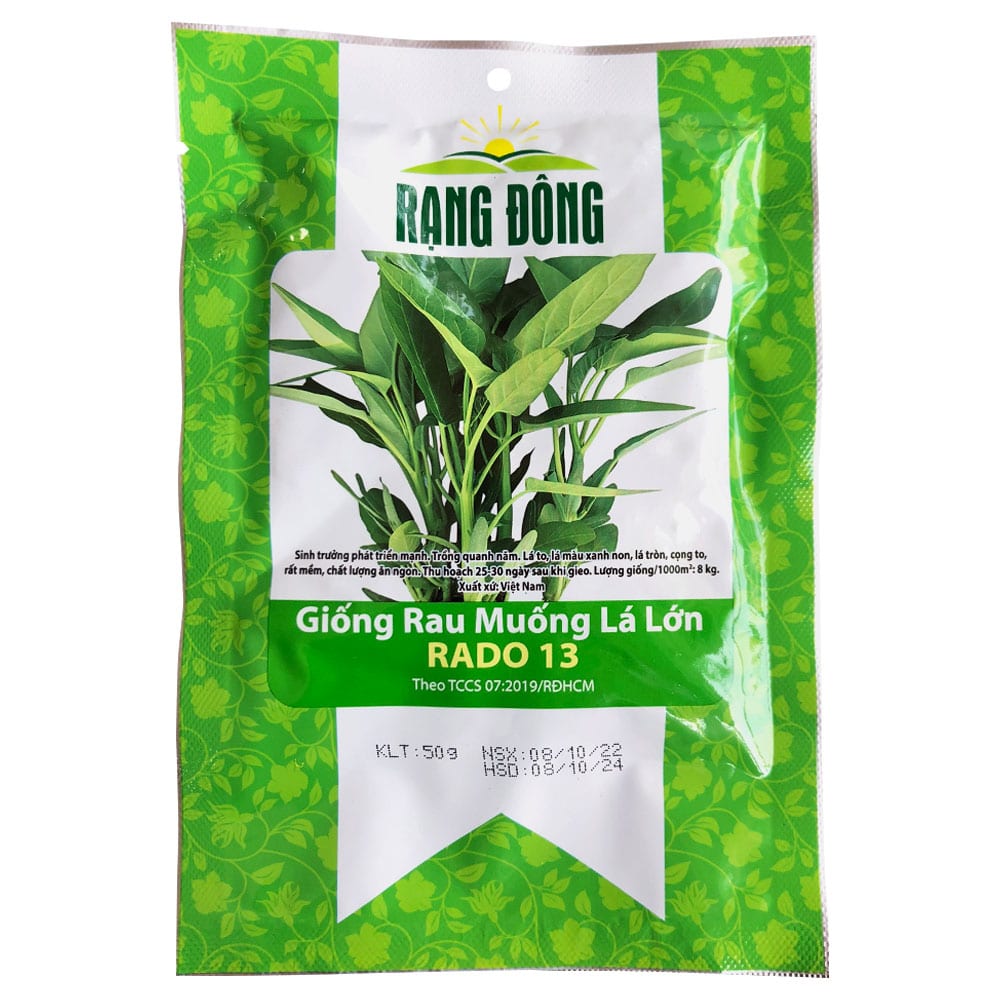 RẠNG ĐÔNG
Sinh trưởng phát triển mạnh. Trồng quanh năm. Lá to, lá màu xanh non, lá tròn, cọng to,
rất mềm, chất lượng ăn ngon. Thu hoạch 25-30 ngày sau khi gieo. Lượng giống/1000m²: 8 kg.
Xuất xứ: Việt Nam
Giống Rau Muống Lá Lớn
RADO 13
Theo TCCS 07:2019/RĐHCM
KLT:50g NSX:08/10/22
HSD:08/10/24